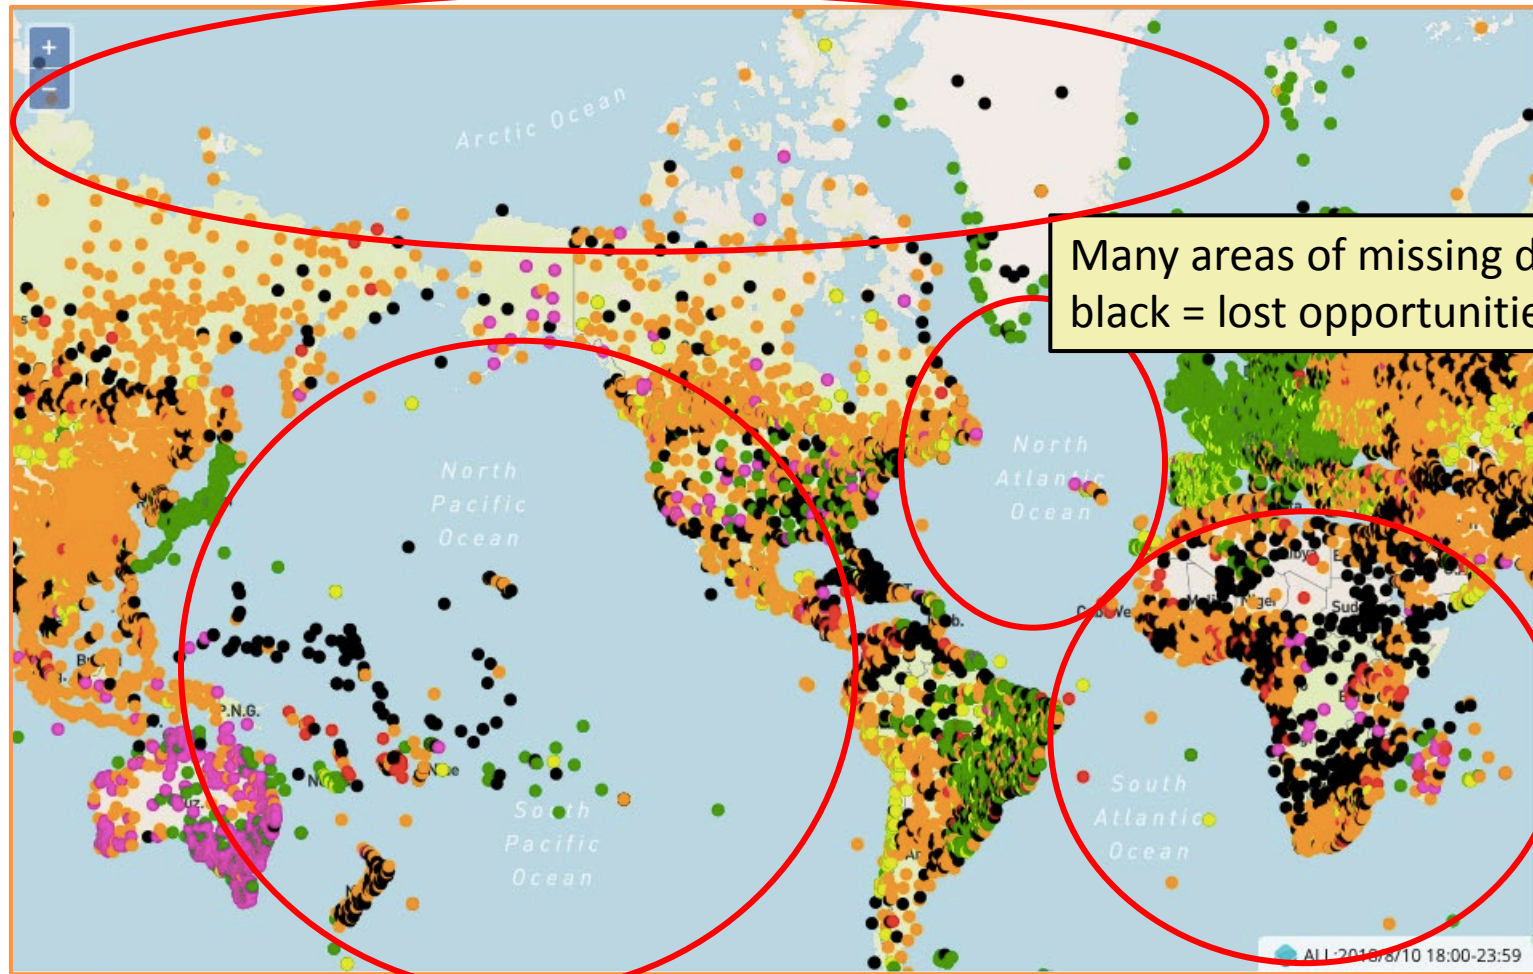 +
−
Arctic Ocean
Many areas of missing d
black = lost opportunitie
North
Pacific
Ocean
North
Atlantic
Ocean
Niger
P.N.G.
South
Pacific
Ocean
South
Atlantic
Ocean
ALL:2018/8/10 18:00-23:59